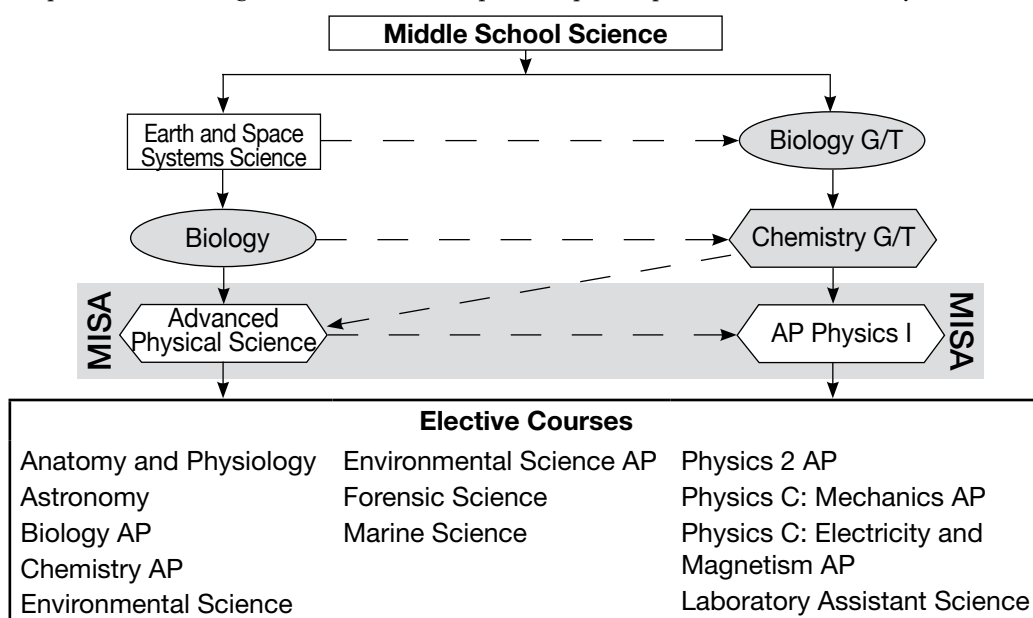 Middle School Science
Earth and Space
Systems Science
Biology G/T
Biology
Chemistry G/T
MISA
Advanced
Physical Science
AP Physics I
MISA
Elective Courses
Anatomy and Physiology
Astronomy
Biology AP
Chemistry AP
Environmental Science
Environmental Science AP
Forensic Science
Marine Science
Physics 2 AP
Physics C: Mechanics AP
Physics C: Electricity and
Magnetism AP
Laboratory Assistant Science